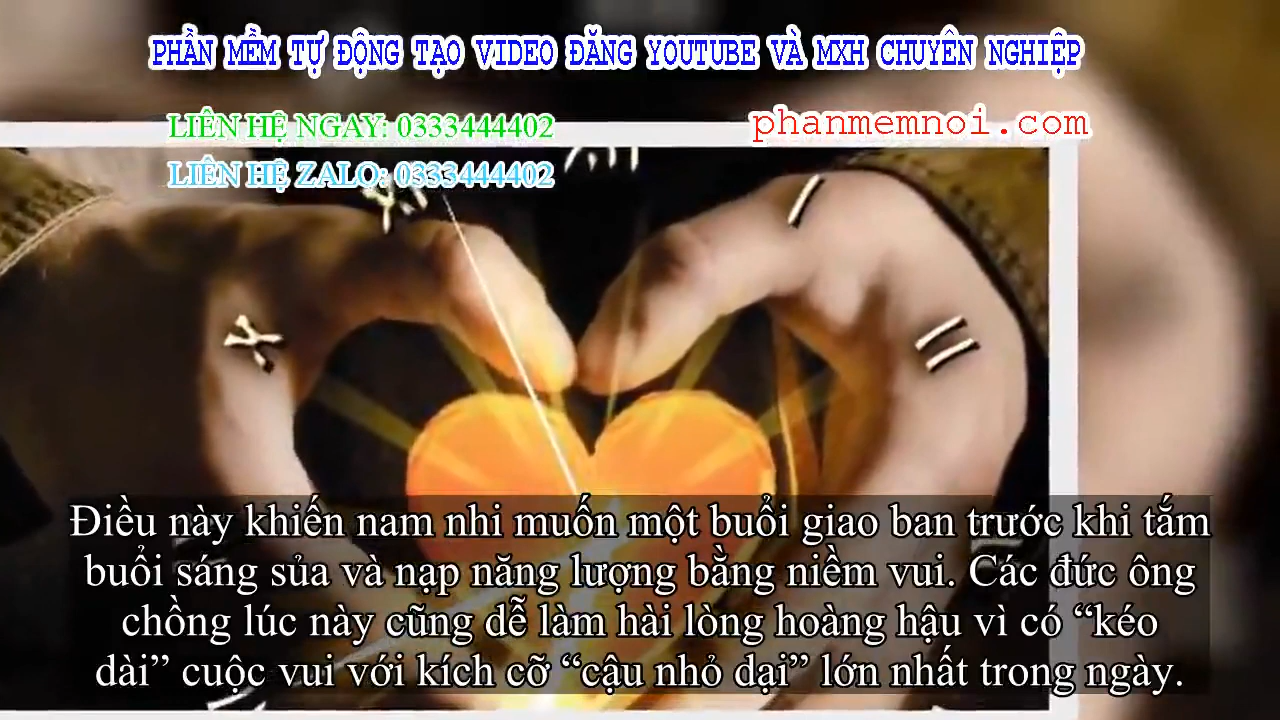 PHẦN MỀM TỰ ĐỘNG TẠO VIDEO ĐĂNG YOUTUBE VÀ MXH CHUYÊN NGHIỆP
LIÊN HỆ NGAY: 0333444402
phanmemnoi.com
LIÊN HỆ ZALO: 0333444402
Điều này khiến nam nhi muốn một buổi giao ban trước khi tắm
buổi sáng sủa và nạp năng lượng bằng niềm vui. Các đức ông
chồng lúc này cũng dễ làm hài lòng hoàng hậu vì có “kéo
dài” cuộc vui với kích cỡ “cậu nhỏ dại” lớn nhất trong ngày.